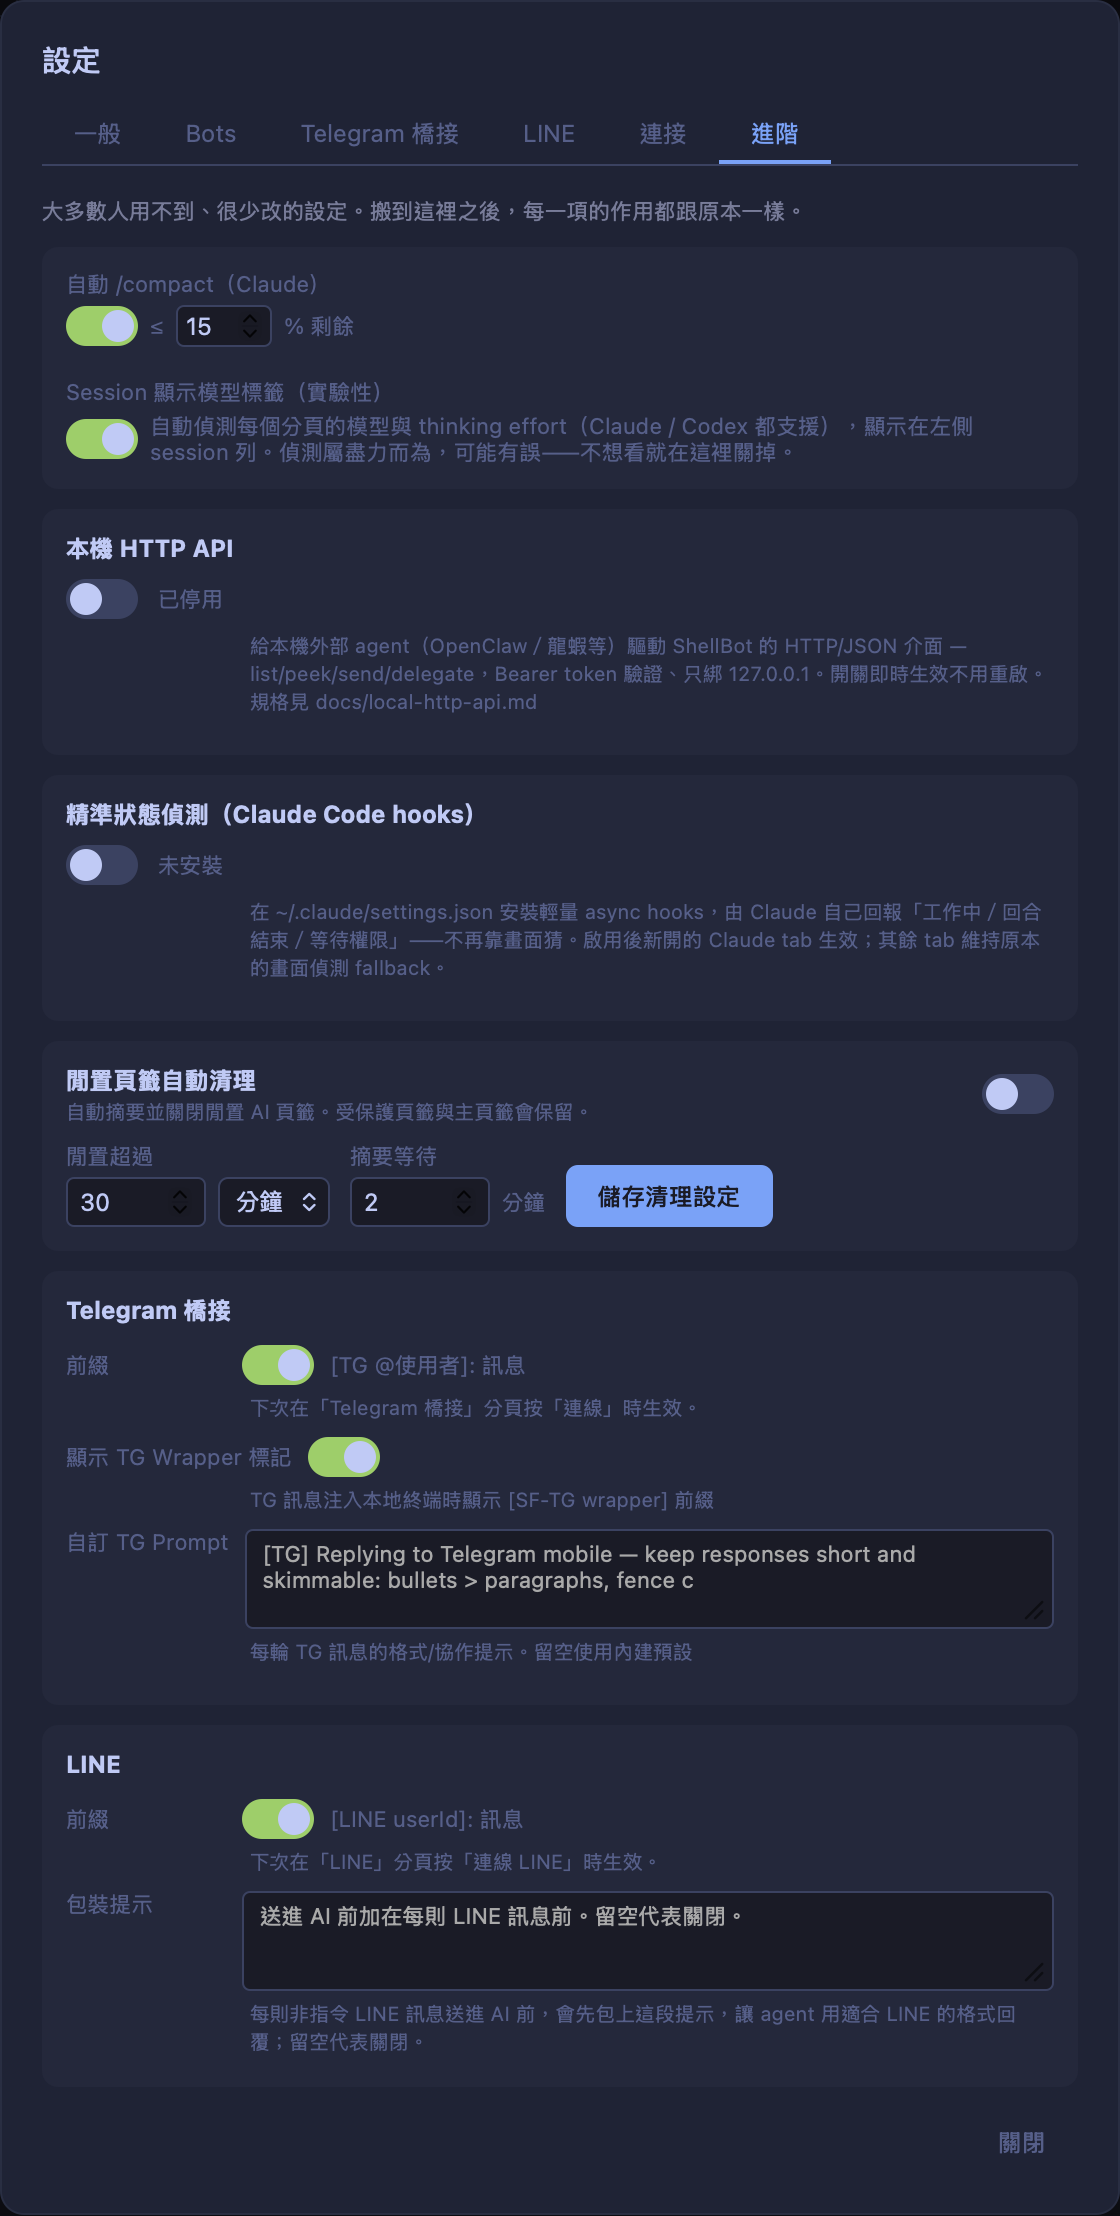 設定
一般 Bots Telegram 橋接 LINE 連接 進階
大多數人用不到、很少改的設定。搬到這裡之後，每一項的作用都跟原本一樣。
自動 /compact（Claude）
≤ 15 % 剩餘
Session 顯示模型標籤（實驗性）
自動偵測每個分頁的模型與 thinking effort（Claude / Codex 都支援），顯示在左側
session 列。偵測屬盡力而為，可能有誤——不想看就在這裡關掉。
本機 HTTP API
已停用
給本機外部 agent（OpenClaw / 龍蝦等）驅動 ShellBot 的 HTTP/JSON 介面 —
list/peek/send/delegate，Bearer token 驗證、只綁 127.0.0.1。開關即時生效不用重啟。
規格見 docs/local-http-api.md
精準狀態偵測（Claude Code hooks）
未安裝
在 ~/.claude/settings.json 安裝輕量 async hooks，由 Claude 自己回報「工作中 / 回合
結束 / 等待權限」——不再靠畫面猜。啟用後新開的 Claude tab 生效；其餘 tab 維持原本
的畫面偵測 fallback。
閒置頁籤自動清理
自動摘要並關閉閒置 AI 頁籤。受保護頁籤與主頁籤會保留。
閒置超過 摘要等待
30 分鐘 2 分鐘 儲存清理設定
Telegram 橋接
前綴 [TG @使用者]: 訊息
下次在「Telegram 橋接」分頁按「連線」時生效。
顯示 TG Wrapper 標記
TG 訊息注入本地終端時顯示 [SF-TG wrapper] 前綴
自訂 TG Prompt [TG] Replying to Telegram mobile — keep responses short and
skimmable: bullets > paragraphs, fence c
每輪 TG 訊息的格式/協作提示。留空使用內建預設
LINE
前綴 [LINE userId]: 訊息
下次在「LINE」分頁按「連線 LINE」時生效。
包裝提示 送進 AI 前加在每則 LINE 訊息前。留空代表關閉。
每則非指令 LINE 訊息送進 AI 前，會先包上這段提示，讓 agent 用適合 LINE 的格式回
覆；留空代表關閉。
關閉